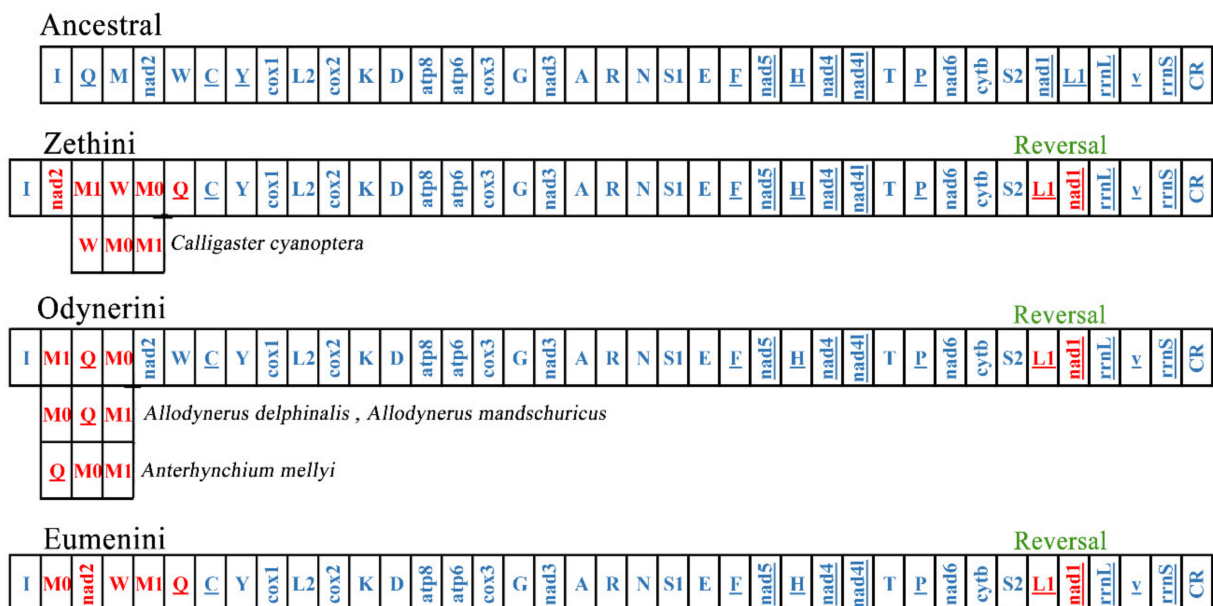 Ancestral
I Q M nad2 W C Y cox1 L2 cox2 K D atp8 atp6 cox3 G nad3 A R N S1 E F nad5 H nad4 nad4l T P nad6 cytb S2 nad1 L1 rrnL v rrnS CR
Zethini Reversal
I nad2 M1 W M0 Q C Y cox1 L2 cox2 K D atp8 atp6 cox3 G nad3 A R N S1 E F nad5 H nad4 nad4l T P nad6 cytb S2 L1 nad1 rrnL v rrnS CR
W M0 M1 Calligaster cyanoptera
Odynerini Reversal
I M1 Q M0 nad2 W C Y cox1 L2 cox2 K D atp8 atp6 cox3 G nad3 A R N S1 E F nad5 H nad4 nad4l T P nad6 cytb S2 L1 nad1 rrnL v rrnS CR
M0 Q M1 Allodynerus delphinalis , Allodynerus mandschuricus
Q M0 M1 Anterhynchium mellyi
Eumenini Reversal
I M0 nad2 W M1 Q C Y cox1 L2 cox2 K D atp8 atp6 cox3 G nad3 A R N S1 E F nad5 H nad4 nad4l T P nad6 cytb S2 L1 nad1 rrnL v rrnS CR